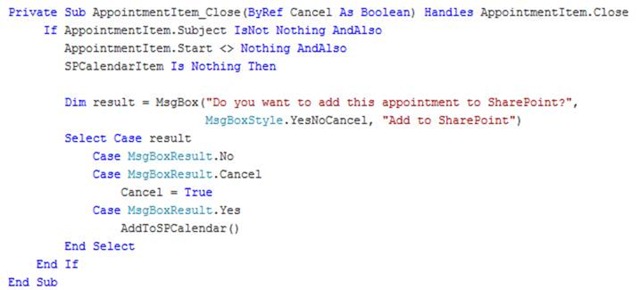 Private Sub AppointmentItem_Close(ByRef Cancel As Boolean) Handles AppointmentItem.Close
If AppointmentItem.Subject IsNot Nothing AndAlso
AppointmentItem.Start <> Nothing AndAlso
SPCalendarItem Is Nothing Then
Dim result = MsgBox("Do you want to add this appointment to SharePoint?",
MsgBoxStyle.YesNoCancel, "Add to SharePoint")
Select Case result
Case MsgBoxResult.No
Case MsgBoxResult.Cancel
Cancel = True
Case MsgBoxResult.Yes
AddToSPCalendar()
End Select
End If
End Sub